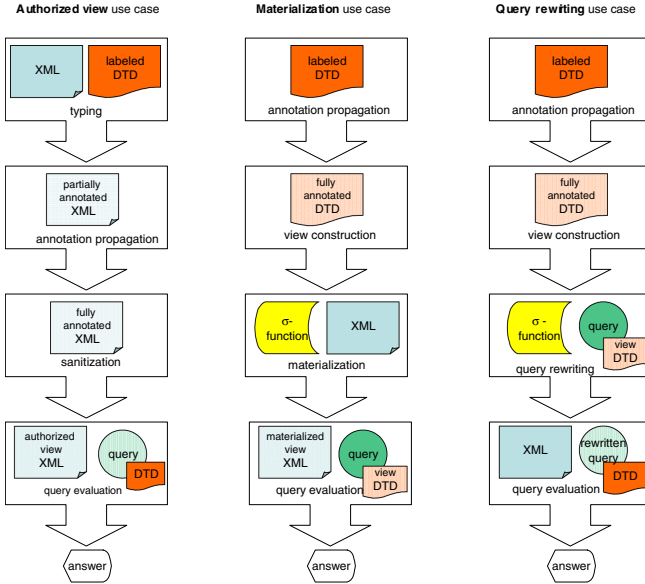 Authorized view use case
XML
labeled
DTD
typing
partially
annotated
XML
annotation propagation
fully
annotated
XML
sanitization
authorized
view
XML
query
DTD
query evaluation
answer
Materialization use case
labeled
DTD
annotation propagation
fully
annotated
DTD
view construction
σ-
function
XML
materialization
materialized
view
XML
query
view
DTD
query evaluation
answer
Query rewriting use case
labeled
DTD
annotation propagation
fully
annotated
DTD
view construction
σ -
function
query
view
DTD
query rewriting
XML
rewritten
query
DTD
query evaluation
answer